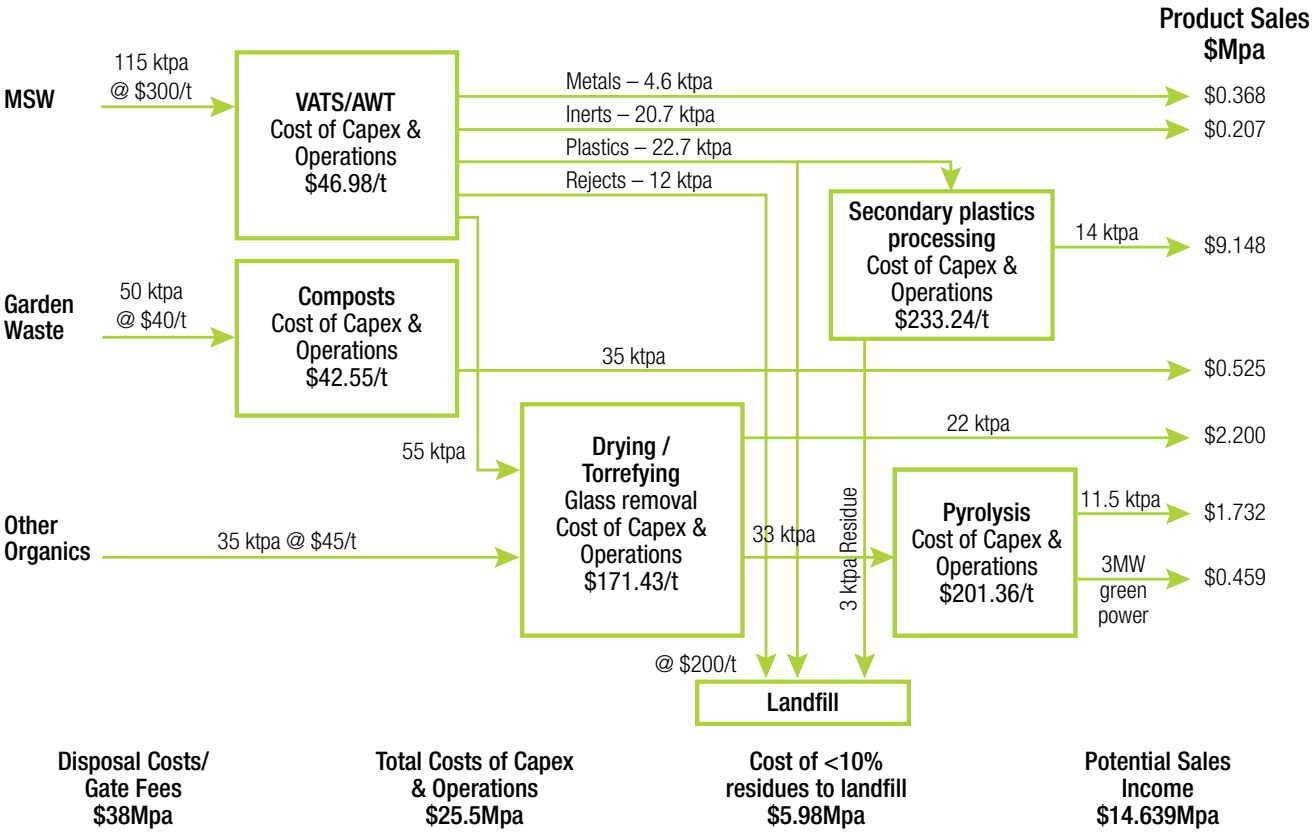 Product Sales
$Mpa
MSW
115 ktpa
@ $300/t
VATS/AWT
Cost of Capex &
Operations
$46.98/t
Metals – 4.6 ktpa
$0.368
Inerts – 20.7 ktpa
$0.207
Plastics – 22.7 ktpa
Rejects – 12 ktpa
Secondary plastics
processing
Cost of Capex &
Operations
$233.24/t
14 ktpa
$9.148
Garden
Waste
50 ktpa
@ $40/t
Composts
Cost of Capex &
Operations
$42.55/t
35 ktpa
$0.525
55 ktpa
Drying /
Torrefying
Glass removal
Cost of Capex &
Operations
$171.43/t
22 ktpa
$2.200
Other
Organics
35 ktpa @ $45/t
33 ktpa
3 ktpa Residue
Pyrolysis
Cost of Capex &
Operations
$201.36/t
11.5 ktpa
$1.732
3MW
green
power
$0.459
@ $200/t
Landfill
Disposal Costs/
Gate Fees
$38Mpa
Total Costs of Capex
& Operations
$25.5Mpa
Cost of <10%
residues to landfill
$5.98Mpa
Potential Sales
Income
$14.639Mpa